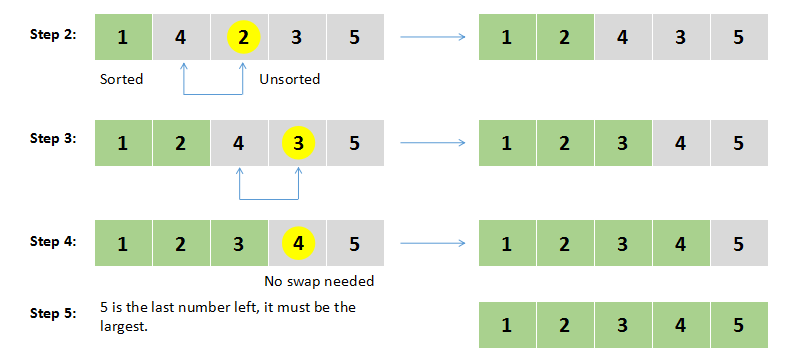 Step 2: 1 4 2 3 5 1 2 4 3 5
Sorted Unsorted
Step 3: 1 2 4 3 5 1 2 3 4 5
Step 4: 1 2 3 4 5 1 2 3 4 5
No swap needed
Step 5: 5 is the last number left, it must be the
largest.
1 2 3 4 5